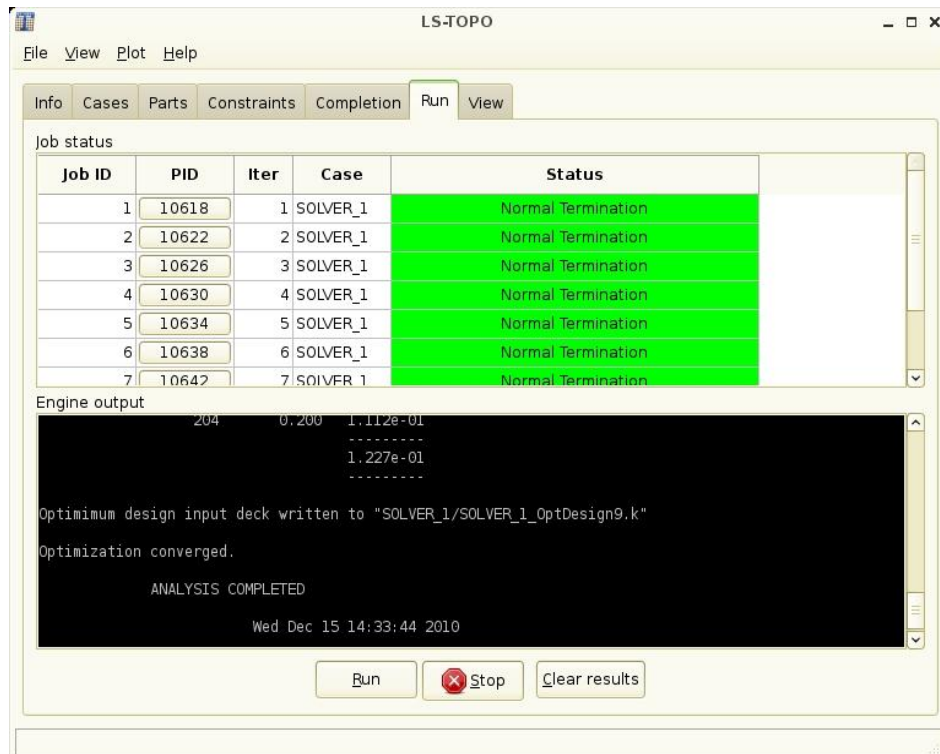 LS-TOPO
File View Plot Help
Info Cases Parts Constraints Completion Run View
Job status
Job ID PID Iter Case Status
1 10618 1 SOLVER_1 Normal Termination
2 10622 2 SOLVER_1 Normal Termination
3 10626 3 SOLVER_1 Normal Termination
4 10630 4 SOLVER_1 Normal Termination
5 10634 5 SOLVER_1 Normal Termination
6 10638 6 SOLVER_1 Normal Termination
7 10642 7 SOLVER_1 Normal Termination
Engine output
204 0.200 1.112e-01
---------
1.227e-01
---------
Optimimum design input deck written to "SOLVER_1/SOLVER_1_OptDesign9.k"
Optimization converged.
ANALYSIS COMPLETED
Wed Dec 15 14:33:44 2010
Run Stop Clear results